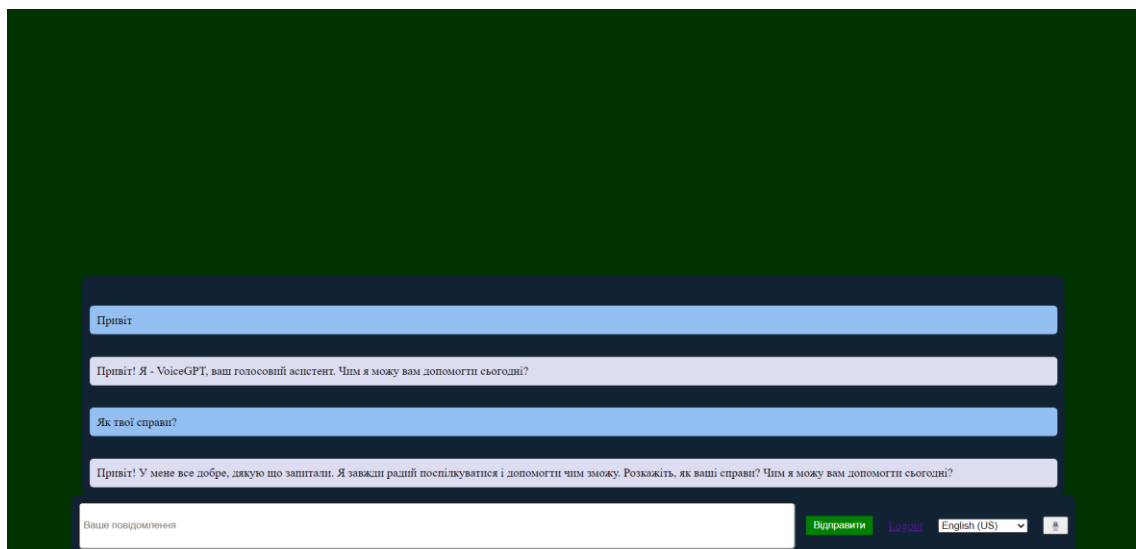 Привіт
Привіт! Я - VoiceGPT, ваш голосовий асистент. Чим я можу вам допомогти сьогодні?
Як твої справи?
Привіт! У мене все добре, дякую що запитали. Я завжди радий поспілкуватися і допомогти чим зможу. Розкажіть, як ваші справи? Чим я можу вам допомогти сьогодні?
Ваше повідомлення Відправити Logout English (US)